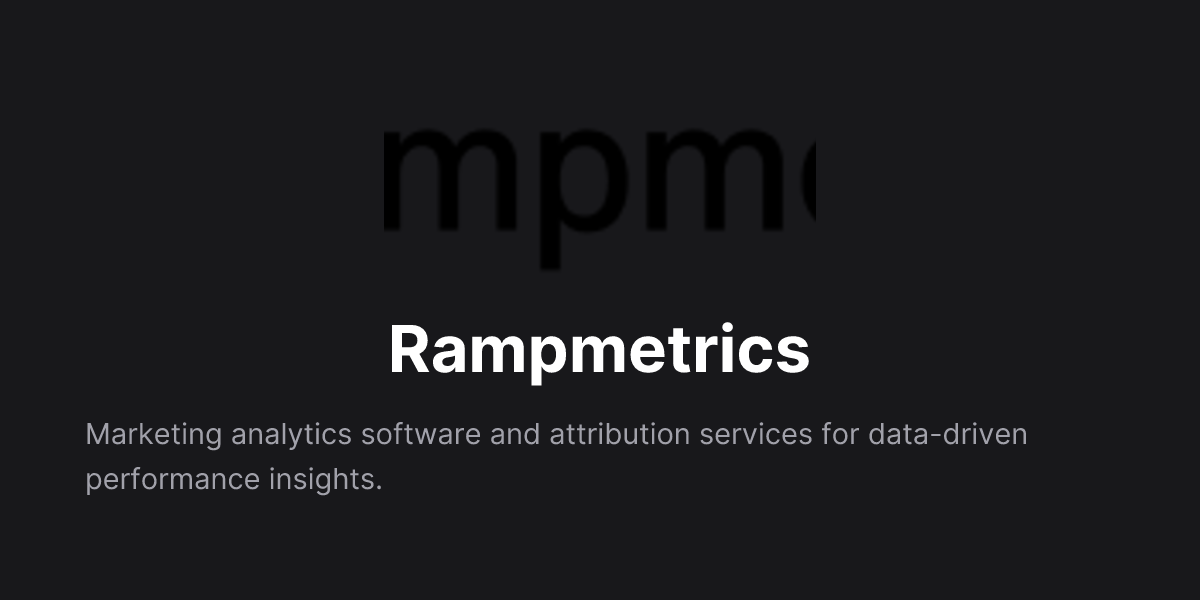 mpm
Rampmetrics
Marketing analytics software and attribution services for data-driven
performance insights.